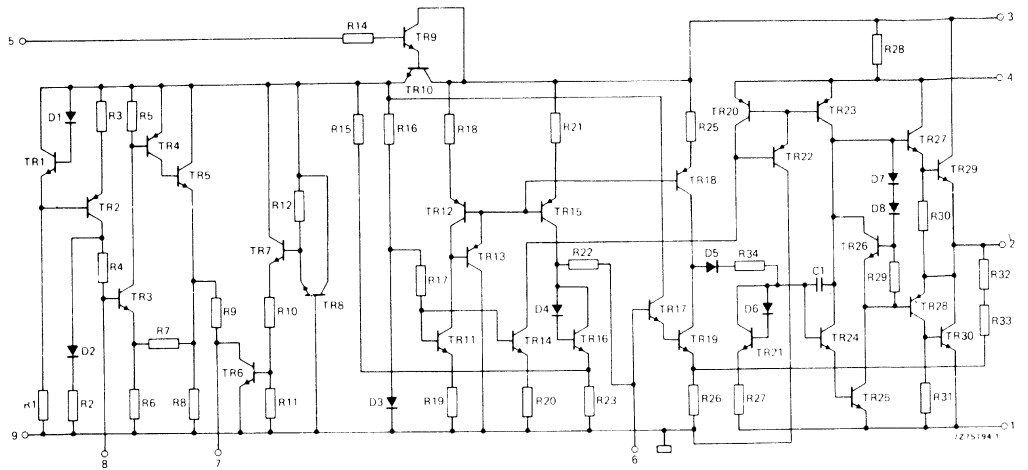 3
R14
TR9
R28
5
4
TR10
TR20
TR23
D1
R3
R5
R15
R16
R18
R21
R25
TR27
TR1
TR4
TR22
TR5
TR29
TR18
D7
TR2
R12
TR12
TR15
D8
R30
TR7
TR13
TR26
2
R4
R22
D5
R34
R32
R17
C1
R29
TR3
TR8
R9
R10
D4
TR17
D6
TR28
R33
R7
TR11
TR14
TR16
TR19
TR21
TR24
TR30
D2
TR6
R1
R2
R6
R8
R11
D3
R19
R20
R23
R26
R27
TR25
R31
9
1
7Z75194.1
8
7
6